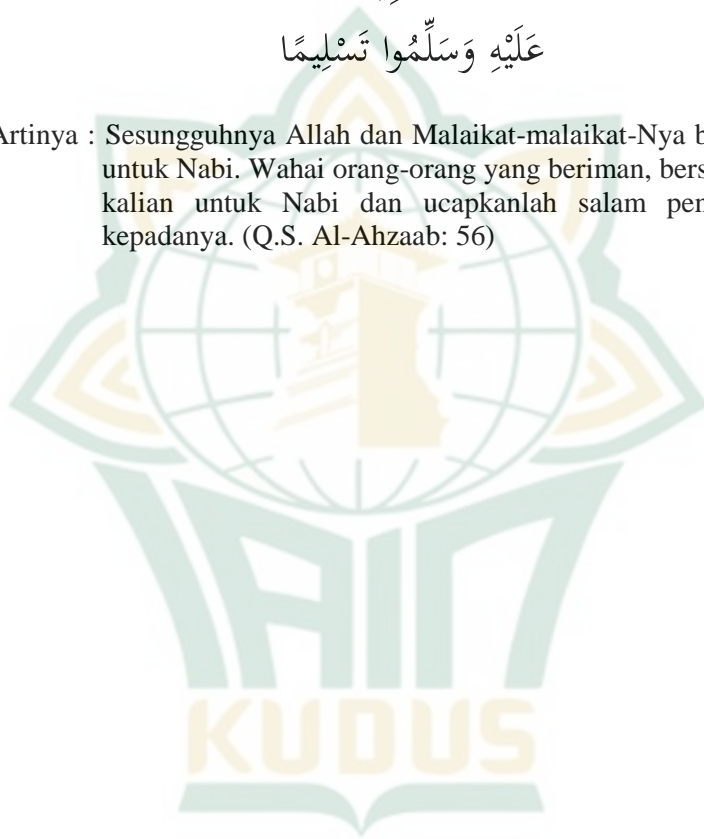 عَلَيْهِ وَسَلِّمُوا تَسْلِيمًا
Artinya : Sesungguhnya Allah dan Malaikat-malaikat-Nya
untuk Nabi. Wahai orang-orang yang beriman,
kalian untuk Nabi dan ucapkanlah salam
kepadanya. (Q.S. Al-Ahzaab: 56)
IAIN
KUDUS